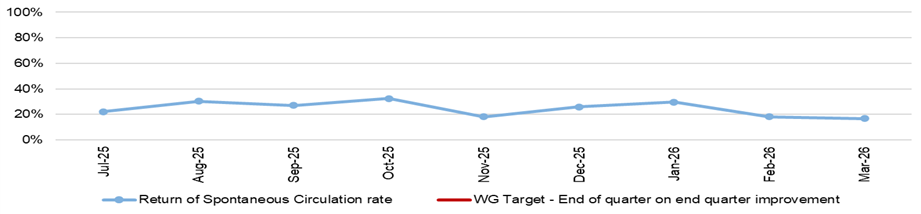 100%
80%
60%
40%
20%
0%
Jul-25
Aug-25
Sep-25
Oct-25
Nov-25
Dec-25
Jan-26
Feb-26
Mar-26
Return of Spontaneous Circulation rate
WG Target - End of quarter on end quarter improvement